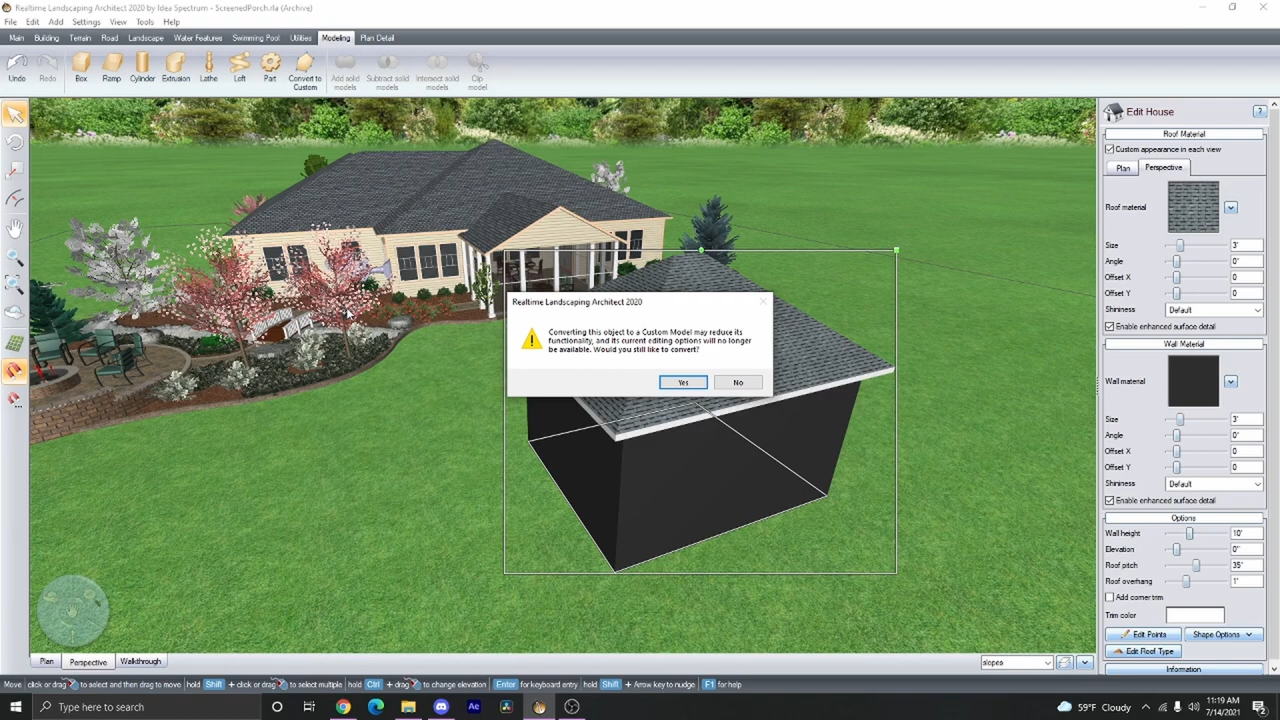 Realtime Landscaping Architect 2020 by Idea Spectrum - ScreenedPorch.rla (Archive)
File Edit Add Settings View Tools Help
Main Building Terrain Road Landscape Water Features Swimming Pool Utilities Modeling Plan Detail
Undo Redo Box Ramp Cylinder Extrusion Lathe Loft Part Convert to Custom Add solid models Subtract solid models Intersect solid models Clip model
Edit House
Roof Material
Custom appearance in each view
Plan Perspective
Roof material
Size 3'
Angle 0°
Offset X 0
Offset Y 0
Shininess Default
Enable enhanced surface detail
Wall Material
Wall material
Size 3'
Angle 0°
Offset X 0
Offset Y 0
Shininess Default
Enable enhanced surface detail
Options
Wall height 10'
Elevation 0"
Roof pitch 35°
Roof overhang 1'
Add corner trim
Trim color
Edit Points Shape Options
Edit Roof Type
Information
Realtime Landscaping Architect 2020
Converting this object to a Custom Model may reduce its
functionality, and its current editing options will no longer
be available. Would you still like to convert?
Yes No
Plan Perspective Walkthrough
slopes
Move click or drag to select and then drag to move hold Shift + click or drag to select multiple hold Ctrl + drag to change elevation Enter for keyboard entry hold Shift + Arrow key to nudge F1 for help
Type here to search
Ae
59°F Cloudy
11:19 AM
7/14/2021
2